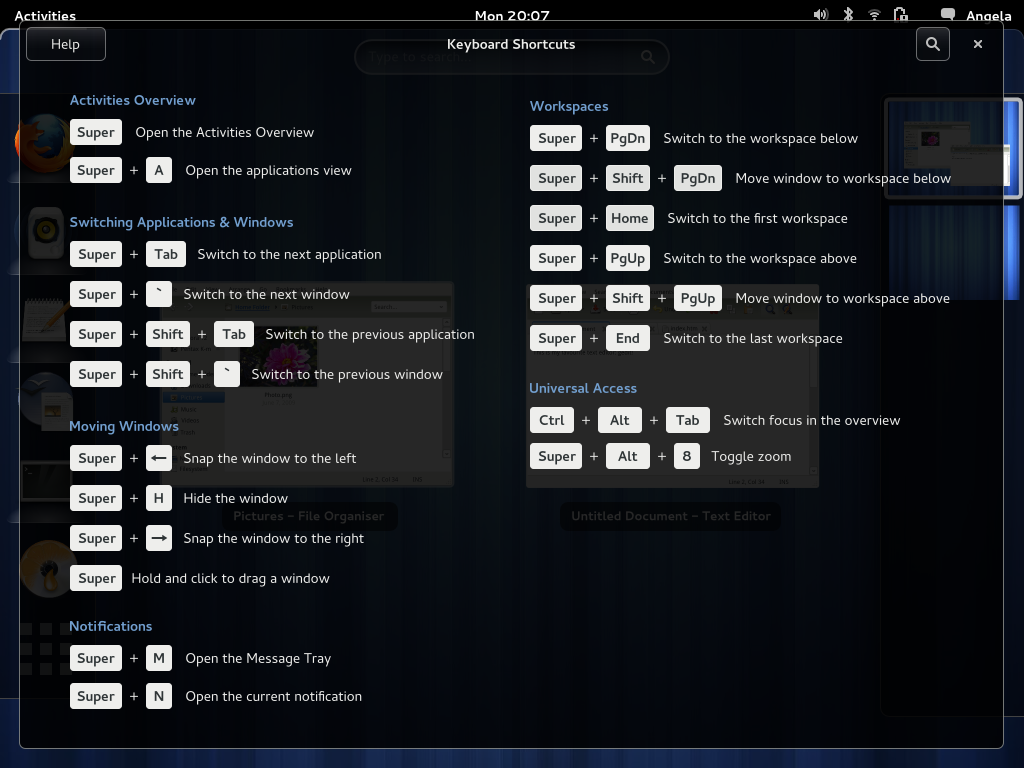 Activities
Mon 20:07
Angela
Help
Keyboard Shortcuts
Type to search...
Activities Overview
Super Open the Activities Overview
Super + A Open the applications view
Switching Applications & Windows
Super + Tab Switch to the next application
Super + ` Switch to the next window
Super + Shift + Tab Switch to the previous application
Super + Shift + ` Switch to the previous window
Moving Windows
Super + ← Snap the window to the left
Super + H Hide the window
Super + → Snap the window to the right
Super Hold and click to drag a window
Notifications
Super + M Open the Message Tray
Super + N Open the current notification
Workspaces
Super + PgDn Switch to the workspace below
Super + Shift + PgDn Move window to workspace below
Super + Home Switch to the first workspace
Super + PgUp Switch to the workspace above
Super + Shift + PgUp Move window to workspace above
Super + End Switch to the last workspace
Universal Access
Ctrl + Alt + Tab Switch focus in the overview
Super + Alt + 8 Toggle zoom
Photo.png
Pictures – File Organiser
Untitled Document – Text Editor